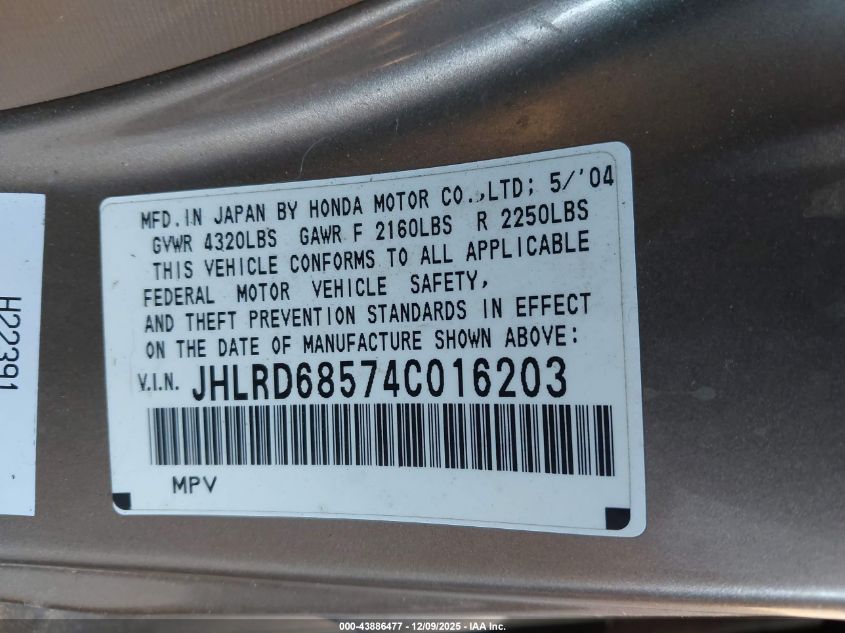 MFD.IN JAPAN BY HONDA MOTOR CO.,LTD; 5/'04
GVWR 4320LBS GAWR F 2160LBS R 2250LBS
THIS VEHICLE CONFORMS TO ALL APPLICABLE
FEDERAL MOTOR VEHICLE SAFETY,
AND THEFT PREVENTION STANDARDS IN EFFECT
ON THE DATE OF MANUFACTURE SHOWN ABOVE:
V.I.N. JHLRD68574C016203
MPV
H22391
000-43886477 - 12/09/2025 - IAA Inc.